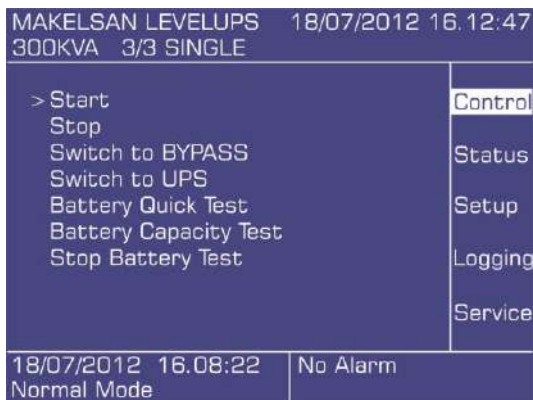 MAKELSAN LEVELUPS 18/07/2012 16.12:47
300KVA 3/3 SINGLE
> Start
Stop
Switch to BYPASS
Switch to UPS
Battery Quick Test
Battery Capacity Test
Stop Battery Test
Control
Status
Setup
Logging
Service
18/07/2012 16.08:22
Normal Mode
No Alarm